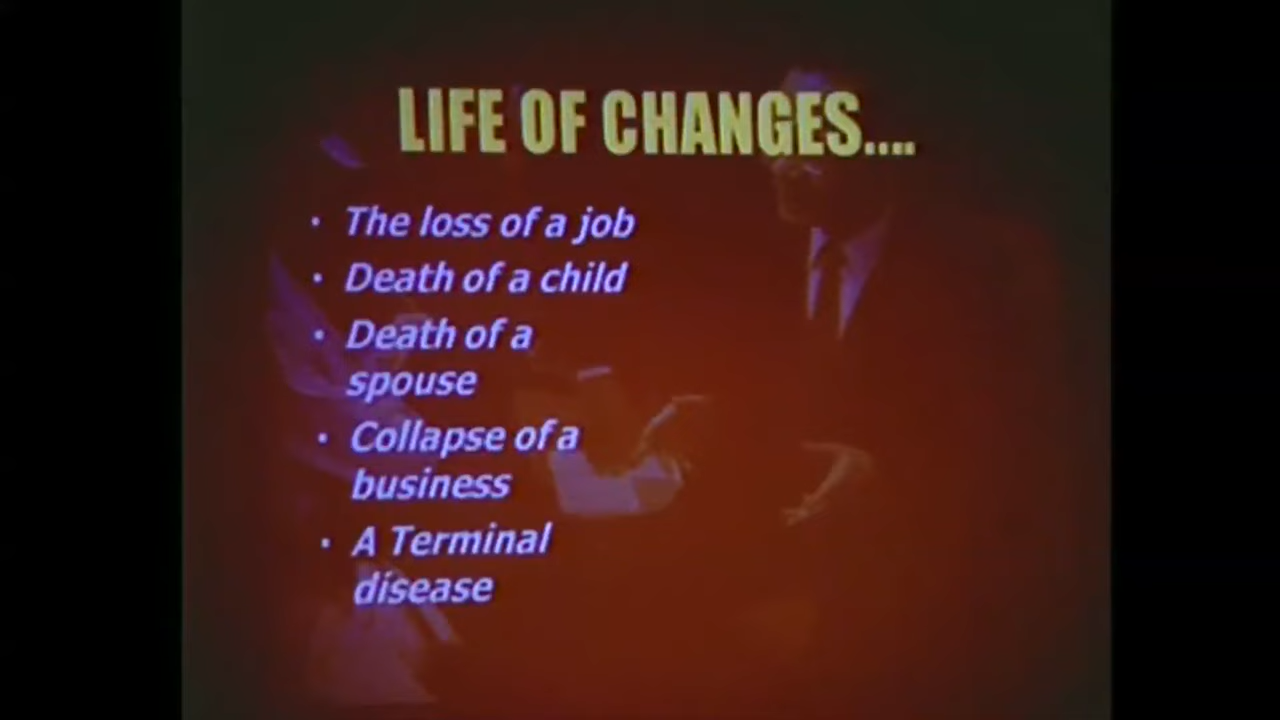 LIFE OF CHANGES....
• The loss of a job
• Death of a child
• Death of a
spouse
• Collapse of a
business
• A Terminal
disease